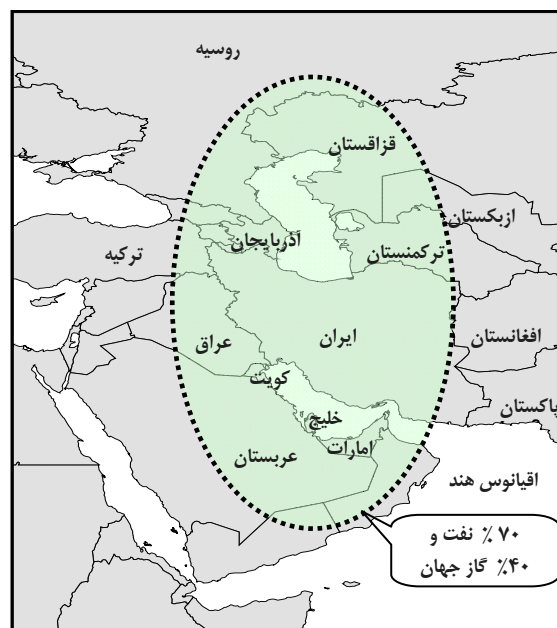 روسیه
قزاقستان
ازبکستان
آذربایجان
ترکمنستان
ترکیه
ایران
عراق
افغانستان
کویت
پاکستان
خلیج
امارات
عربستان
اقیانوس هند
۷۰ ٪ نفت و
۴۰٪ گاز جهان